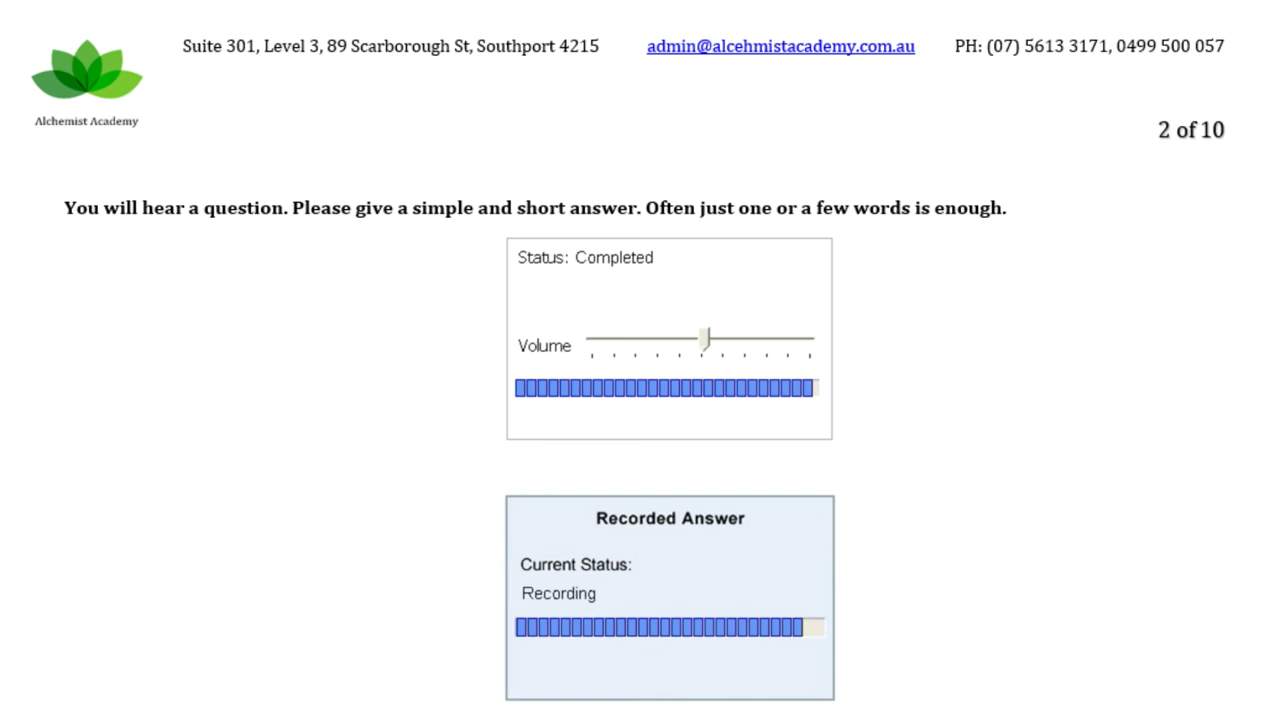 Suite 301, Level 3, 89 Scarborough St, Southport 4215 admin@alcehmistacademy.com.au PH: (07) 5613 3171, 0499 500 057
Alchemist Academy
2 of 10
You will hear a question. Please give a simple and short answer. Often just one or a few words is enough.
Status: Completed
Volume
Recorded Answer
Current Status:
Recording